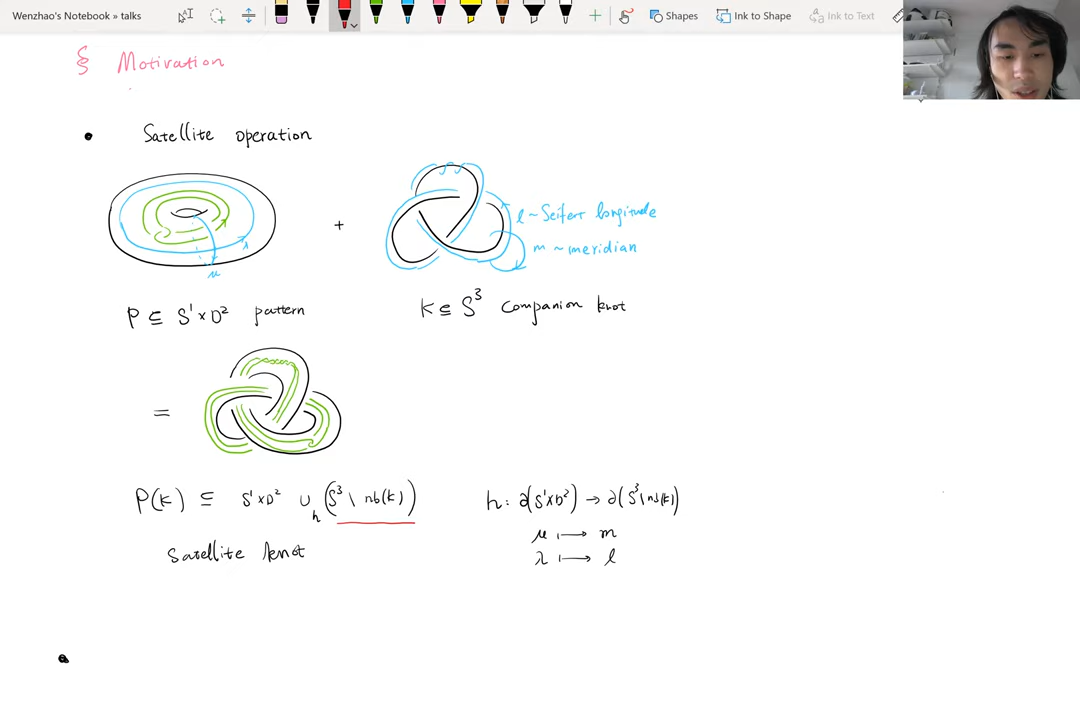 Wenzhao's Notebook » talks
Shapes
Ink to Shape
Ink to Text
§ Motivation
• Satellite operation
λ
μ
+
l ~ Seifert longitude
m ~ meridian
P ⊆ S¹×D² pattern
K ⊆ S³ companion knot
=
P(K) ⊆ S¹×D² ∪ₕ (S³ \ nb(K))
h: ∂(S¹×D²) → ∂(S³\nb(K))
μ ⟼ m
λ ⟼ l
Satellite knot